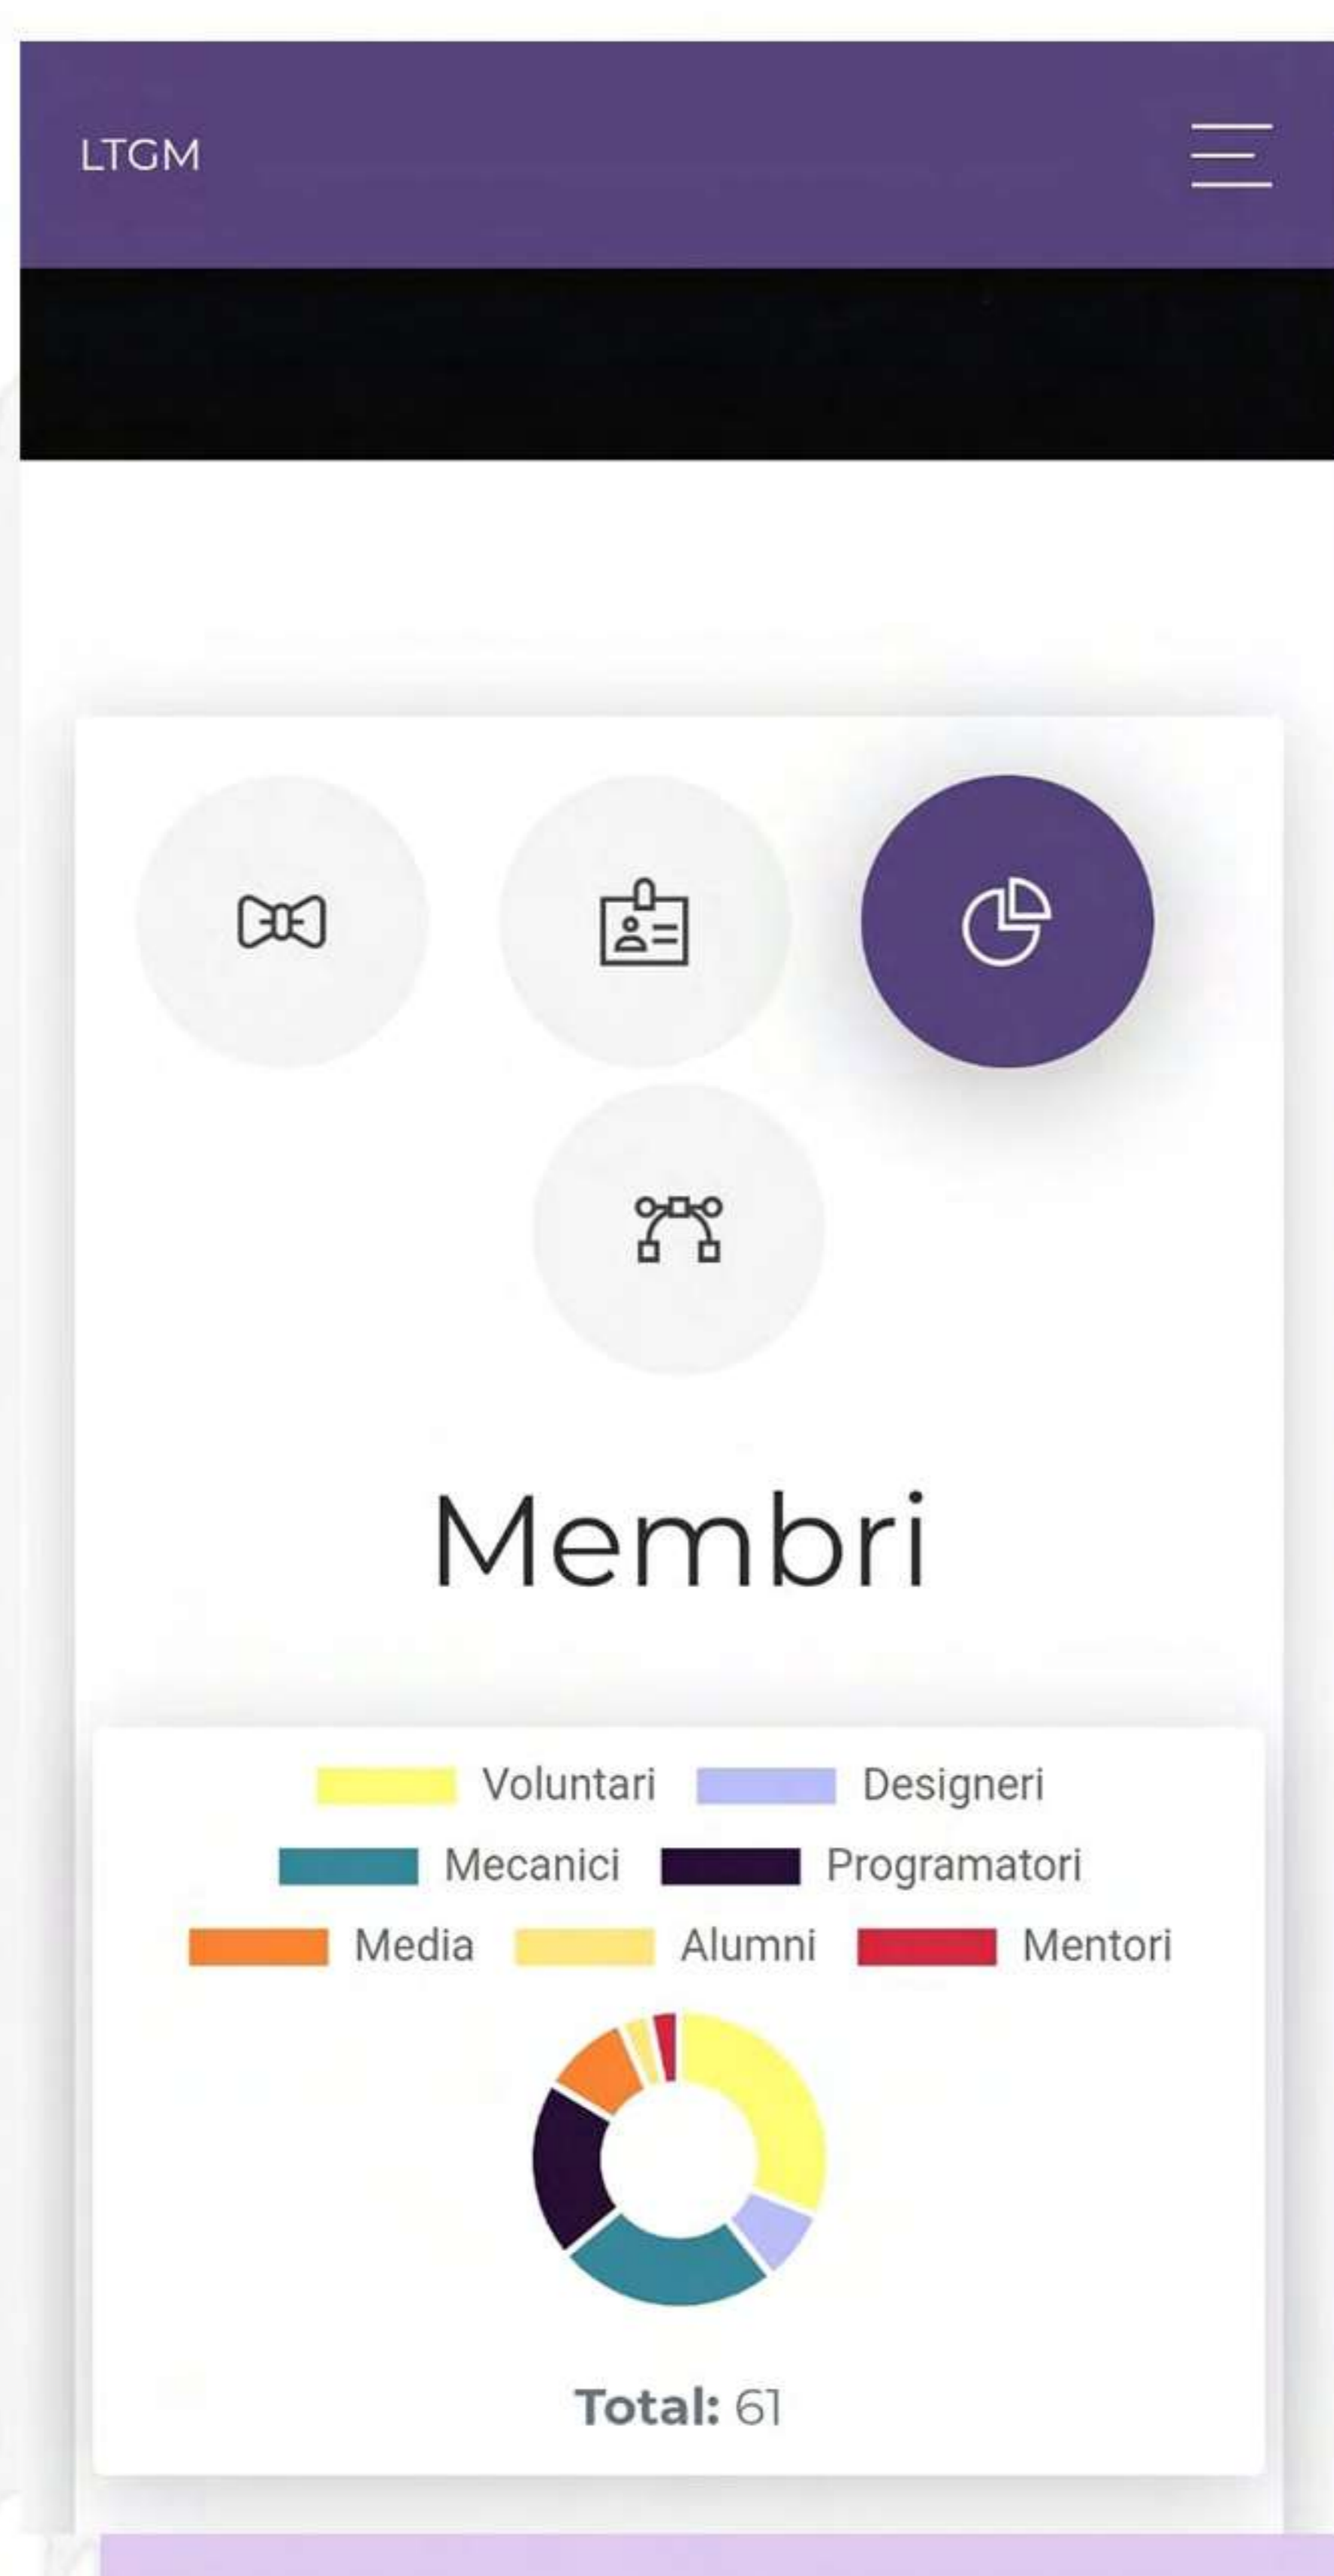 LTGM
Membri
Voluntari Designeri
Mecanici Programatori
Media Alumni Mentori
Total: 61